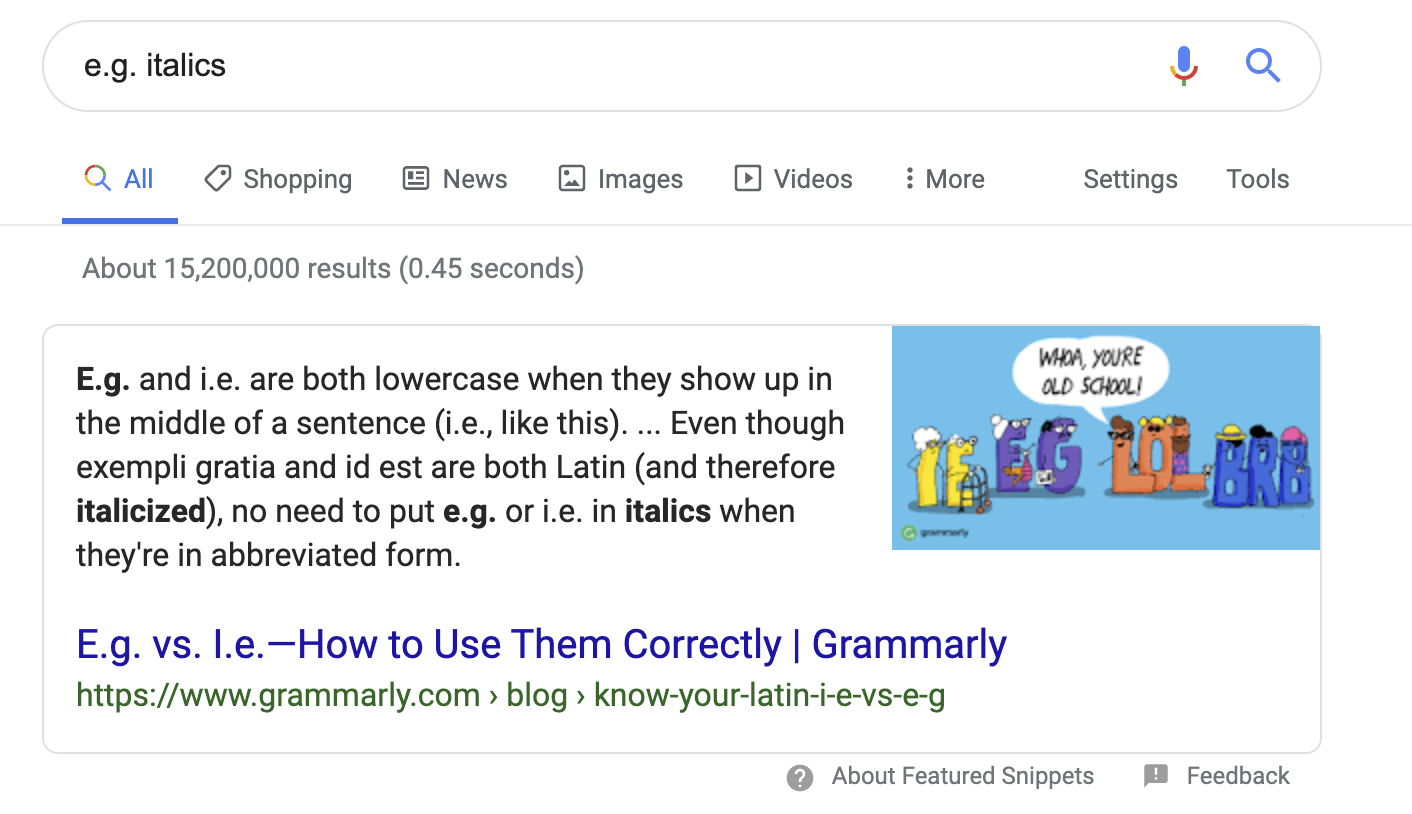 e.g. italics
All Shopping News Images Videos More Settings Tools
About 15,200,000 results (0.45 seconds)
E.g. and i.e. are both lowercase when they show up in
the middle of a sentence (i.e., like this). ... Even though
exempli gratia and id est are both Latin (and therefore
italicized), no need to put e.g. or i.e. in italics when
they're in abbreviated form.
WHOA, YOURE
OLD SCHOOL!
IE EG LOL BRB
grammarly
E.g. vs. I.e.—How to Use Them Correctly | Grammarly
https://www.grammarly.com › blog › know-your-latin-i-e-vs-e-g
About Featured Snippets Feedback